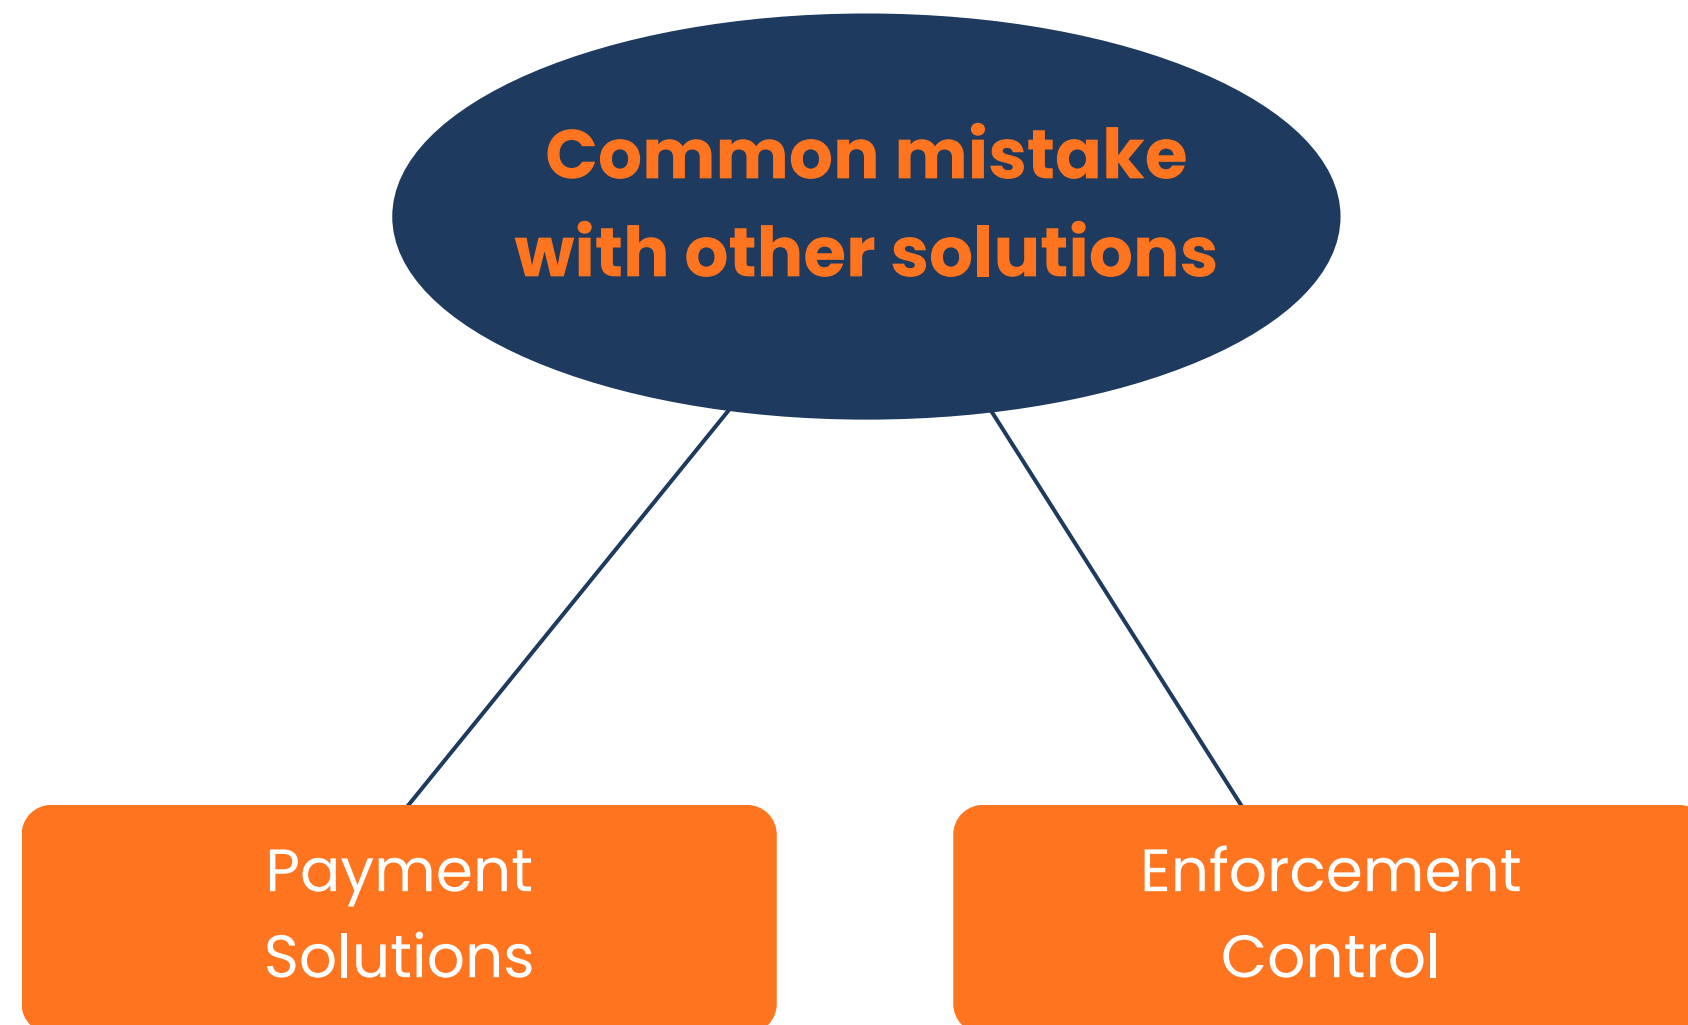 Common mistake
with other solutions
Payment
Solutions
Enforcement
Control